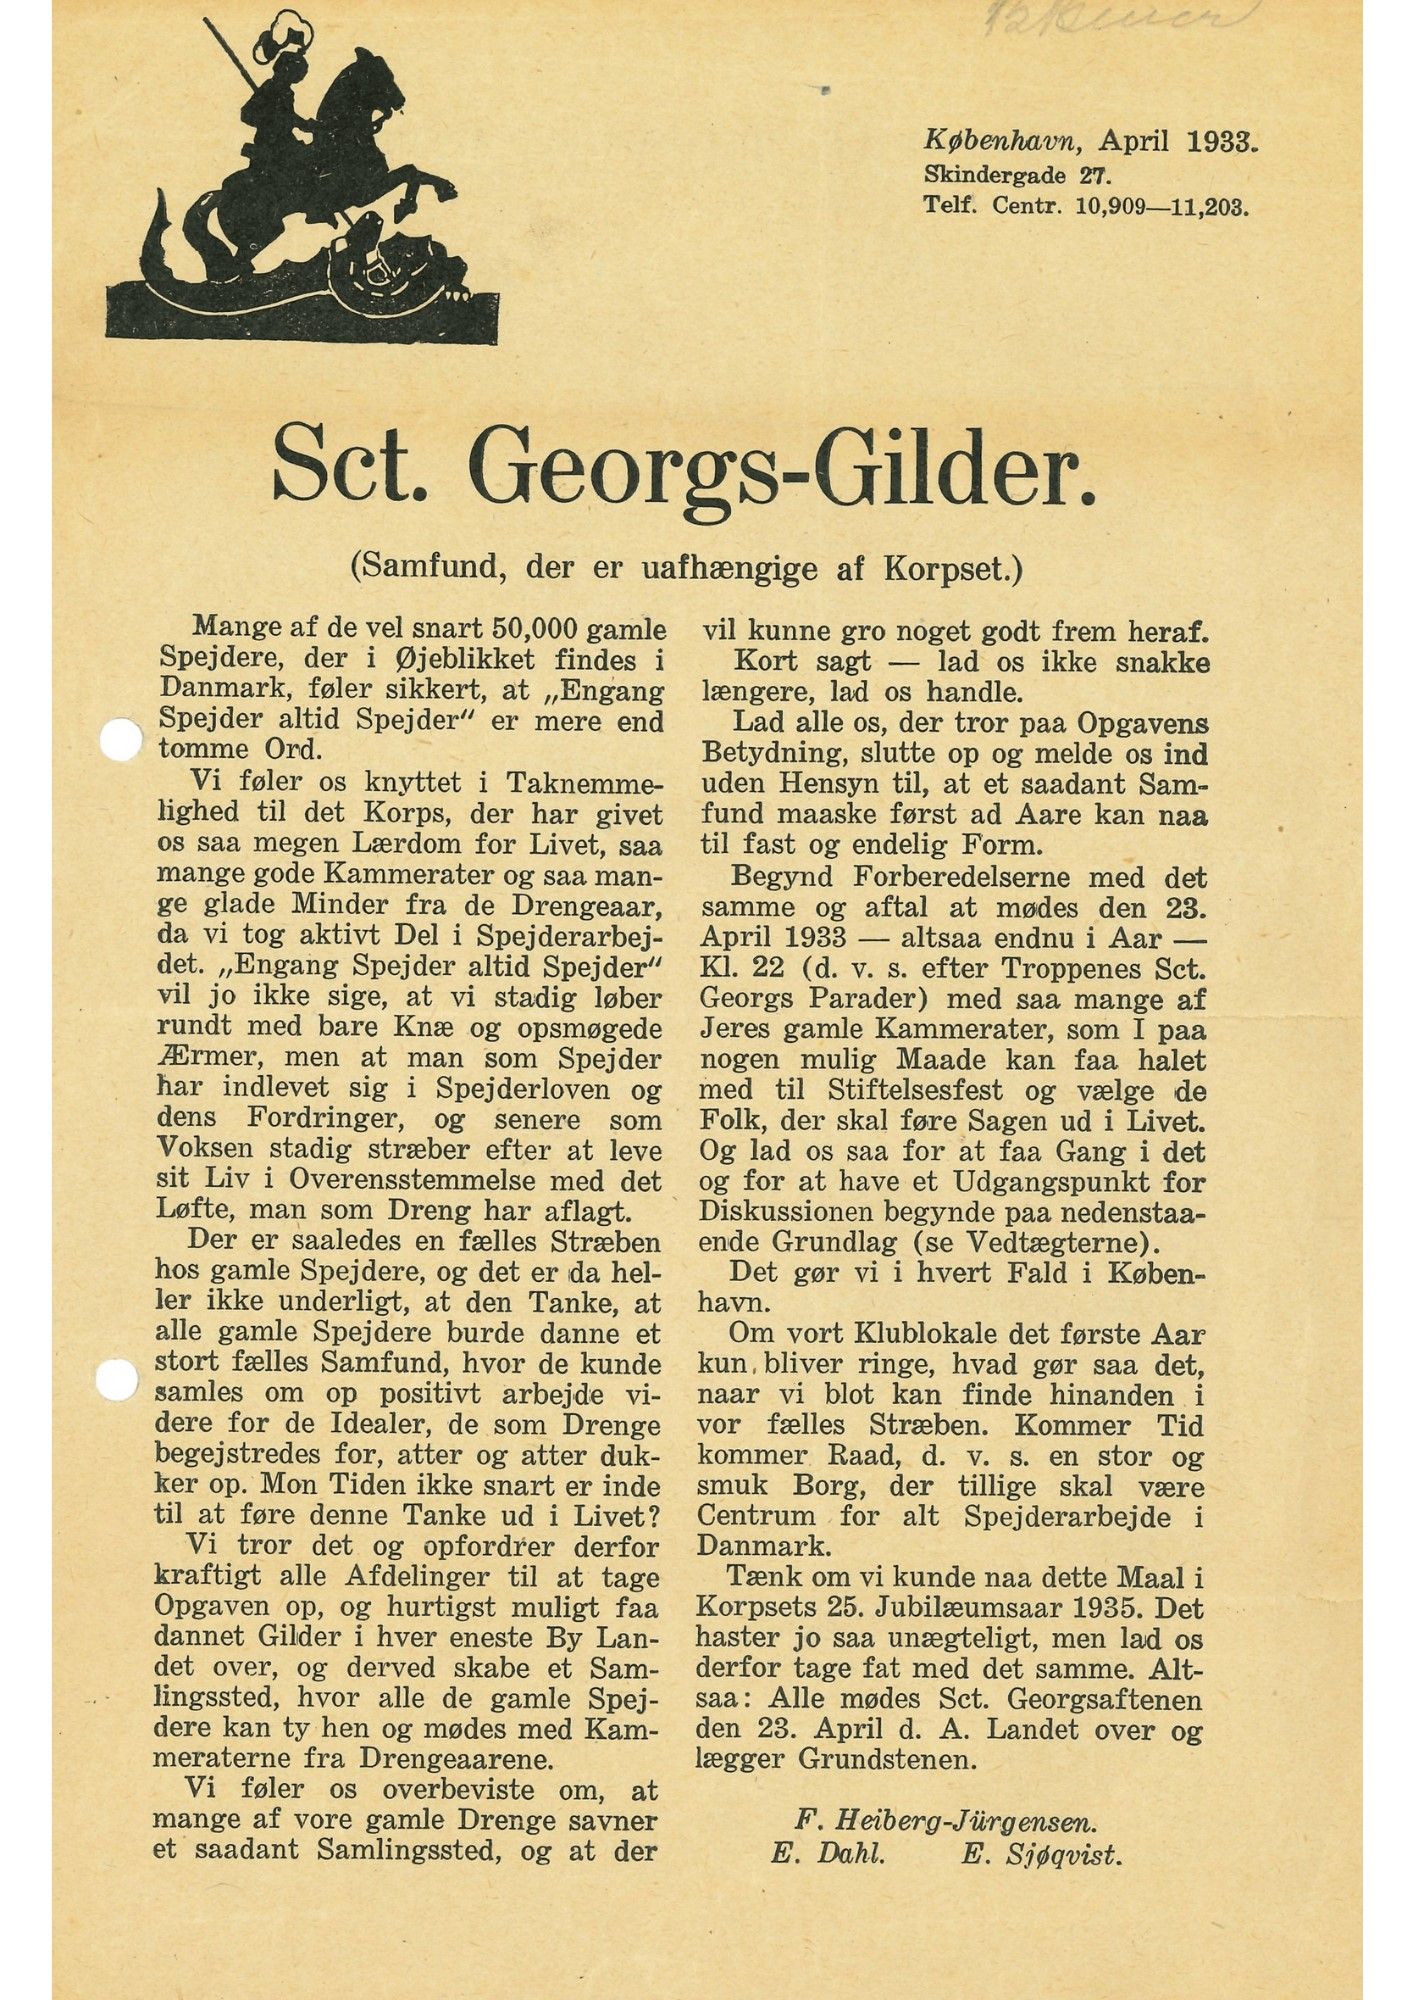 København, April 1933.
Skindergade 27.
Telf. Centr. 10,909—11,203.
Sct. Georgs-Gilder.
(Samfund, der er uafhængige af Korpset.)
Mange af de vel snart 50,000 gamle
Spejdere, der i Øjeblikket findes i
Danmark, føler sikkert, at „Engang
Spejder altid Spejder” er mere end
tomme Ord.
Vi føler os knyttet i Taknemme-
lighed til det Korps, der har givet
os saa megen Lærdom for Livet, saa
mange gode Kammerater og saa man-
ge glade Minder fra de Drengeaar,
da vi tog aktivt Del i Spejderarbej-
det. „Engang Spejder altid Spejder”
vil jo ikke sige, at vi stadig løber
rundt med bare Knæ og opsmøgede
Ærmer, men at man som Spejder
har indlevet sig i Spejderloven og
dens Fordringer, og senere som
Voksen stadig stræber efter at leve
sit Liv i Overensstemmelse med det
Løfte, man som Dreng har aflagt.
Der er saaledes en fælles Stræben
hos gamle Spejdere, og det er da hel-
ler ikke underligt, at den Tanke, at
alle gamle Spejdere burde danne et
stort fælles Samfund, hvor de kunde
samles om op positivt arbejde vi-
dere for de Idealer, de som Drenge
begejstredes for, atter og atter duk-
ker op. Mon Tiden ikke snart er inde
til at føre denne Tanke ud i Livet?
Vi tror det og opfordrer derfor
kraftigt alle Afdelinger til at tage
Opgaven op, og hurtigst muligt faa
dannet Gilder i hver eneste By Lan-
det over, og derved skabe et Sam-
lingssted, hvor alle de gamle Spej-
dere kan ty hen og mødes med Kam-
meraterne fra Drengeaarene.
Vi føler os overbeviste om, at
mange af vore gamle Drenge savner
et saadant Samlingssted, og at der
vil kunne gro noget godt frem heraf.
Kort sagt — lad os ikke snakke
længere, lad os handle.
Lad alle os, der tror paa Opgavens
Betydning, slutte op og melde os ind
uden Hensyn til, at et saadant Sam-
fund maaske først ad Aare kan naa
til fast og endelig Form.
Begynd Forberedelserne med det
samme og aftal at mødes den 23.
April 1933 — altsaa endnu i Aar —
Kl. 22 (d. v. s. efter Troppenes Sct.
Georgs Parader) med saa mange af
Jeres gamle Kammerater, som I paa
nogen mulig Maade kan faa halet
med til Stiftelsesfest og vælge de
Folk, der skal føre Sagen ud i Livet.
Og lad os saa for at faa Gang i det
og for at have et Udgangspunkt for
Diskussionen begynde paa nedenstaa-
ende Grundlag (se Vedtægterne).
Det gør vi i hvert Fald i Køben-
havn.
Om vort Klublokale det første Aar
kun bliver ringe, hvad gør saa det,
naar vi blot kan finde hinanden i
vor fælles Stræben. Kommer Tid
kommer Raad, d. v. s. en stor og
smuk Borg, der tillige skal være
Centrum for alt Spejderarbejde i
Danmark.
Tænk om vi kunde naa dette Maal i
Korpsets 25. Jubilæumsaar 1935. Det
haster jo saa unægteligt, men lad os
derfor tage fat med det samme. Alt-
saa: Alle mødes Sct. Georgsaftenen
den 23. April d. A. Landet over og
lægger Grundstenen.
F. Heiberg-Jürgensen.
E. Dahl. E. Sjøqvist.